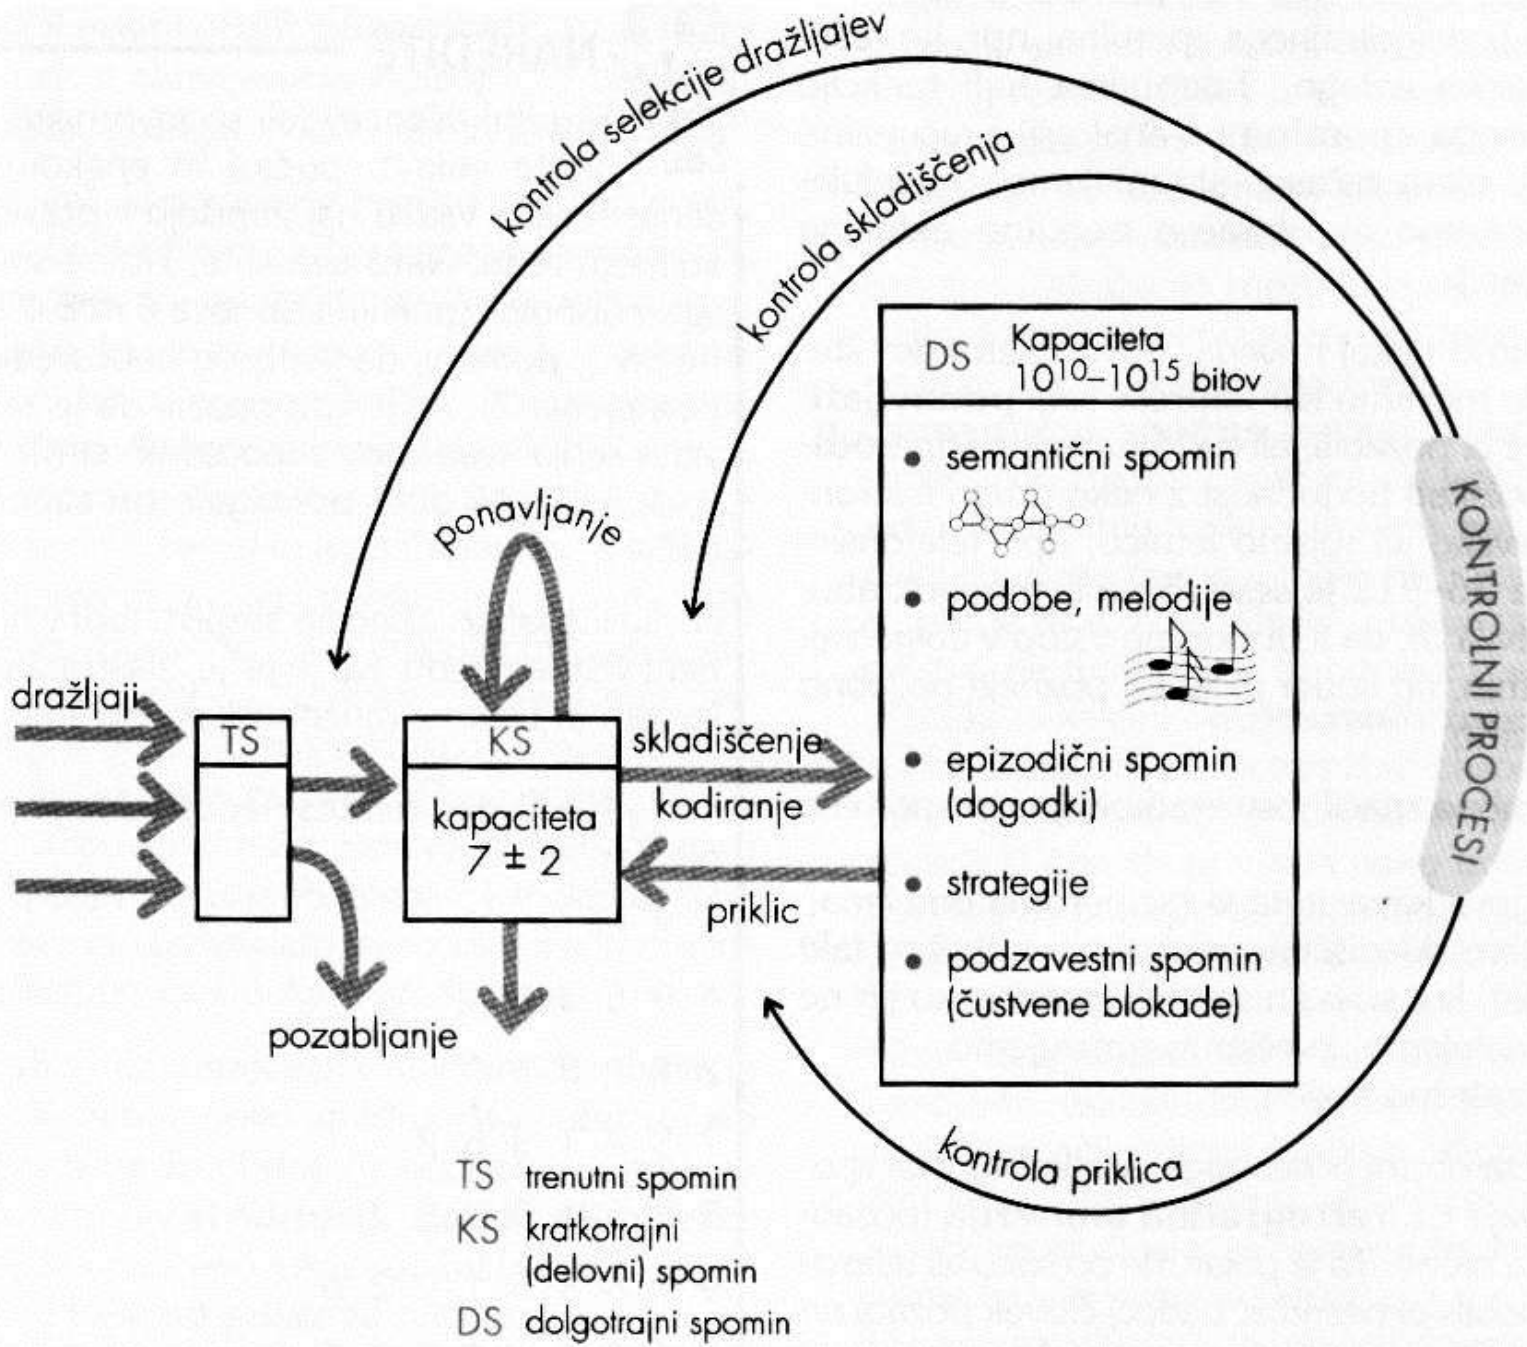 kontrola selekcije dražljajev
kontrola skladiščenja
DS
Kapaciteta
10¹⁰–10¹⁵ bitov
• semantični spomin
• podobe, melodije
• epizodični spomin
(dogodki)
• strategije
• podzavestni spomin
(čustvene blokade)
KONTROLNI PROCESI
ponavljanje
dražljaji
TS
KS
kapaciteta
7 ± 2
skladiščenje
kodiranje
priklic
pozabljanje
kontrola priklica
TS trenutni spomin
KS kratkotrajni
(delovni) spomin
DS dolgotrajni spomin